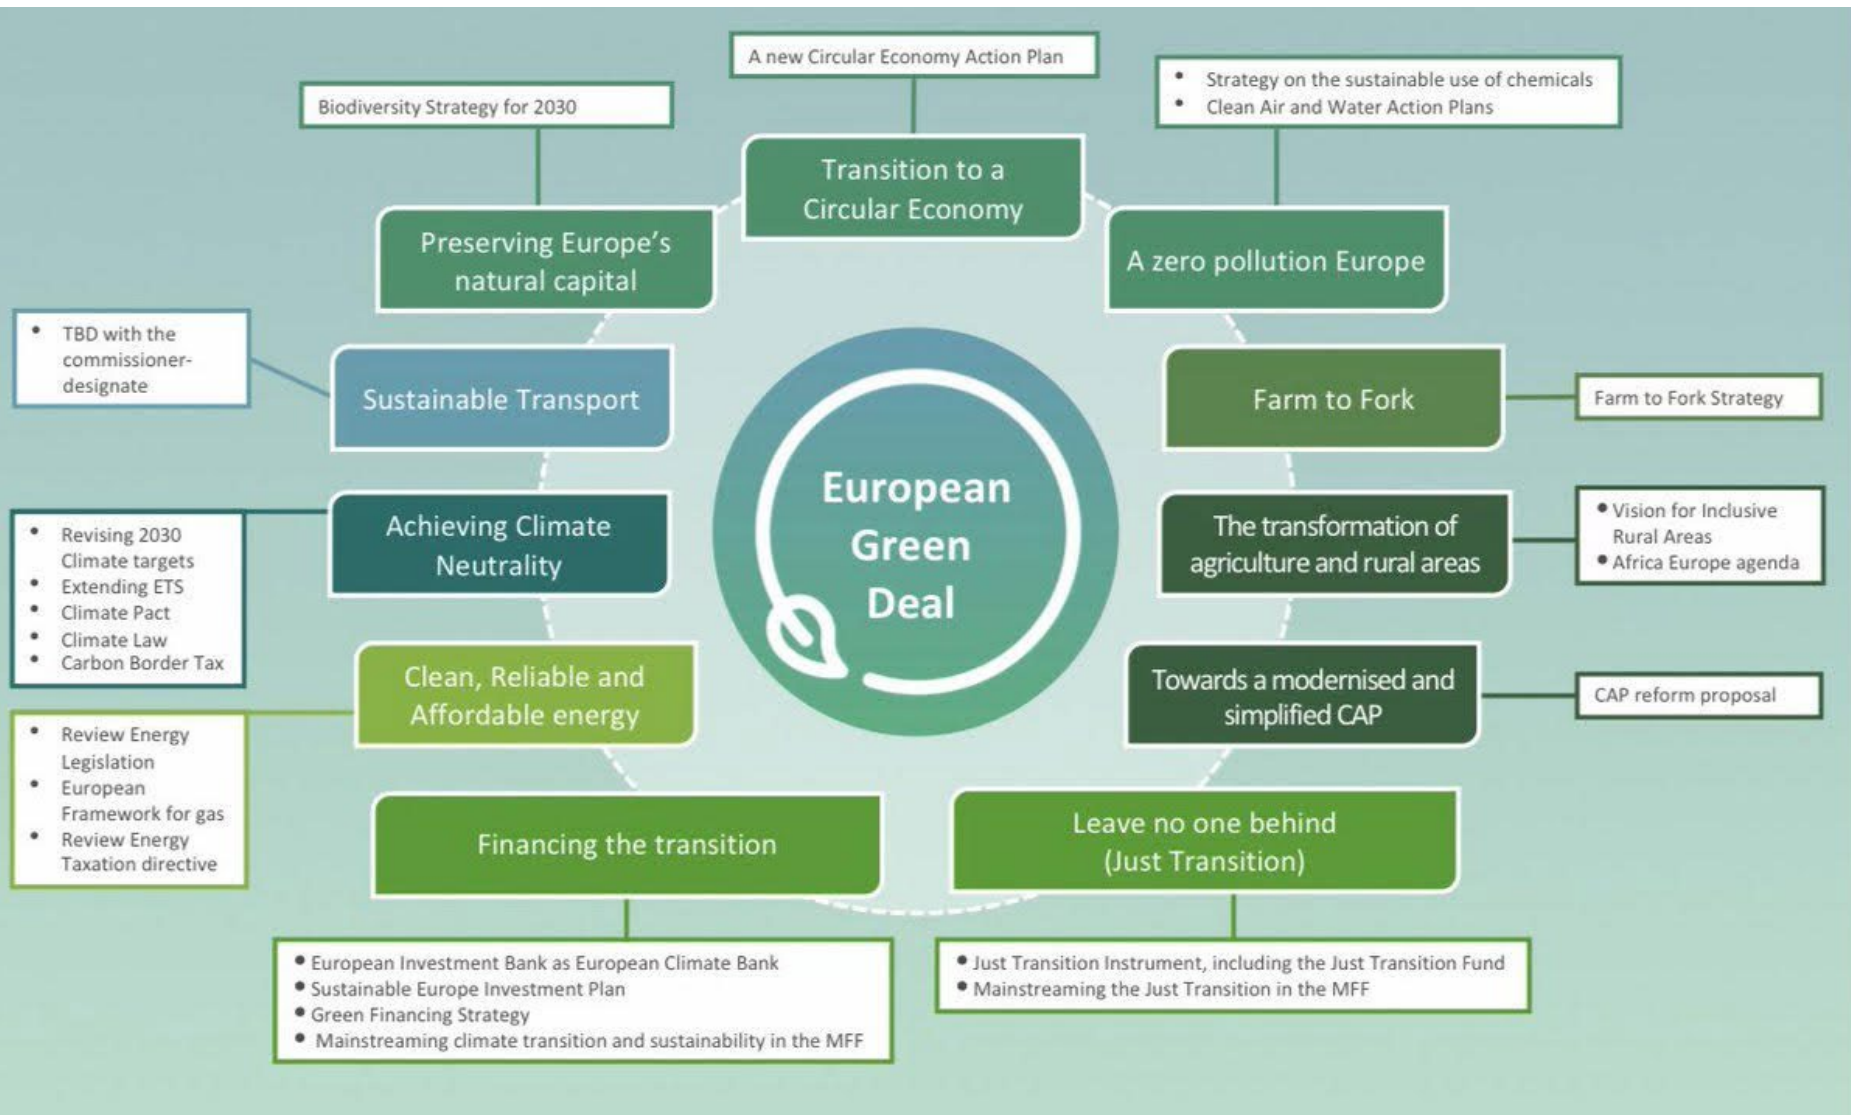 A new Circular Economy Action Plan
• Strategy on the sustainable use of chemicals
• Clean Air and Water Action Plans
Biodiversity Strategy for 2030
Transition to a
Circular Economy
Preserving Europe's
natural capital
A zero pollution Europe
• TBD with the
commissioner-
designate
Sustainable Transport
Farm to Fork
Farm to Fork Strategy
European
Green
Deal
• Revising 2030
Climate targets
• Extending ETS
• Climate Pact
• Climate Law
• Carbon Border Tax
Achieving Climate
Neutrality
The transformation of
agriculture and rural areas
• Vision for Inclusive
Rural Areas
• Africa Europe agenda
Clean, Reliable and
Affordable energy
Towards a modernised and
simplified CAP
CAP reform proposal
• Review Energy
Legislation
• European
Framework for gas
• Review Energy
Taxation directive
Financing the transition
Leave no one behind
(Just Transition)
• European Investment Bank as European Climate Bank
• Sustainable Europe Investment Plan
• Green Financing Strategy
• Mainstreaming climate transition and sustainability in the MFF
• Just Transition Instrument, including the Just Transition Fund
• Mainstreaming the Just Transition in the MFF